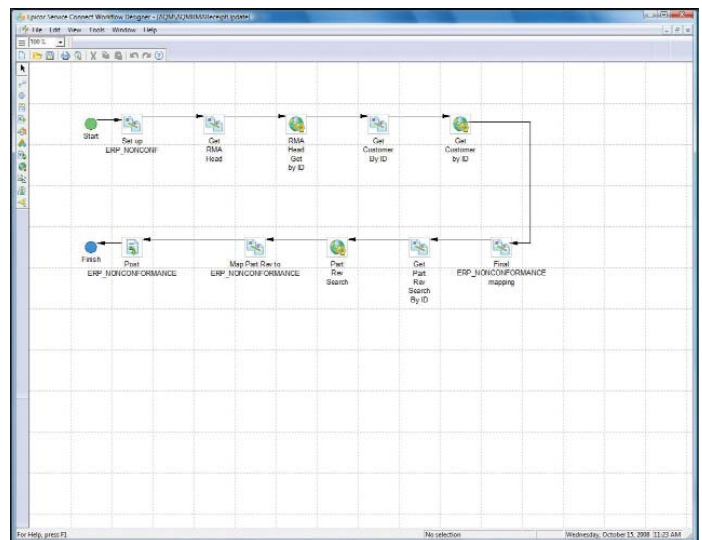 Epicor Service Connect Workflow Designer - [AQM\AQMRMAReceiptUpdate]
File Edit View Tools Window Help
100 %
Start
Set up
ERP_NONCONF
Get
RMA
Head
RMA
Head
Get
by ID
Get
Customer
By ID
Get
Customer
by ID
Finish
Post
ERP_NONCONFORMANCE
Map Part Rev to
ERP_NONCONFORMANCE
Part
Rev
Search
Get
Part
Rev
Search
By ID
Final
ERP_NONCONFORMANCE
mapping
For Help, press F1
No selection
Wednesday, October 15, 2008
11:23 AM